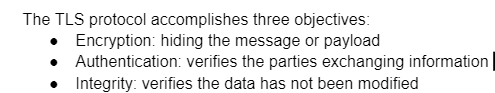 The TLS protocol accomplishes three objectives:
● Encryption: hiding the message or payload
● Authentication: verifies the parties exchanging information
● Integrity: verifies the data has not been modified